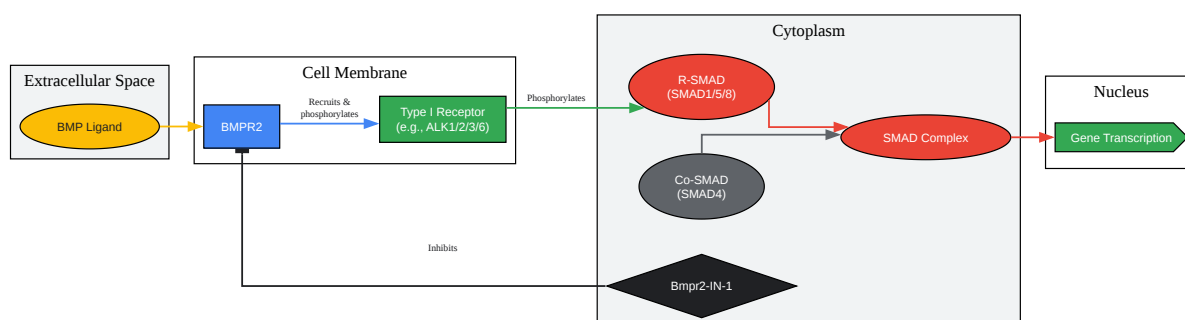 Extracellular Space
BMP Ligand
Cell Membrane
BMPR2
Recruits &
phosphorylates
Type I Receptor
(e.g., ALK1/2/3/6)
Phosphorylates
Cytoplasm
R-SMAD
(SMAD1/5/8)
Co-SMAD
(SMAD4)
SMAD Complex
Nucleus
Gene Transcription
Inhibits
Bmpr2-IN-1